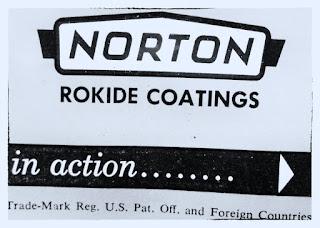 NORTON
ROKIDE COATINGS
in action........
Trade-Mark Reg. U.S. Pat. Off. and Foreign Countries